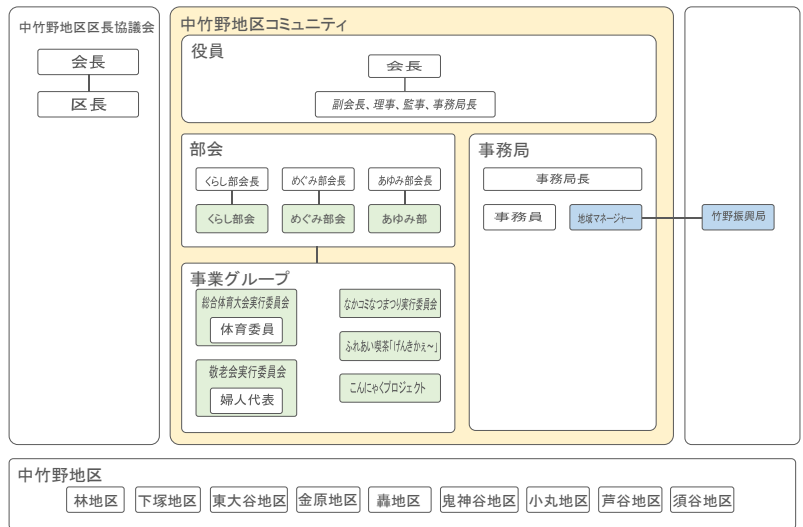 中竹野地区区長協議会
会長
区長
中竹野地区コミュニティ
役員
会長
副会長、理事、監事、事務局長
部会
くらし部会長
めぐみ部会長
あゆみ部会長
くらし部会
めぐみ部会
あゆみ部
事業グループ
総合体育大会実行委員会
体育委員
敬老会実行委員会
婦人代表
なかコミなつまつり実行委員会
ふれあい喫茶「げんきかぇ〜」
こんにゃくプロジェクト
事務局
事務局長
事務員
地域マネージャー
竹野振興局
中竹野地区
林地区
下塚地区
東大谷地区
金原地区
轟地区
鬼神谷地区
小丸地区
芦谷地区
須谷地区